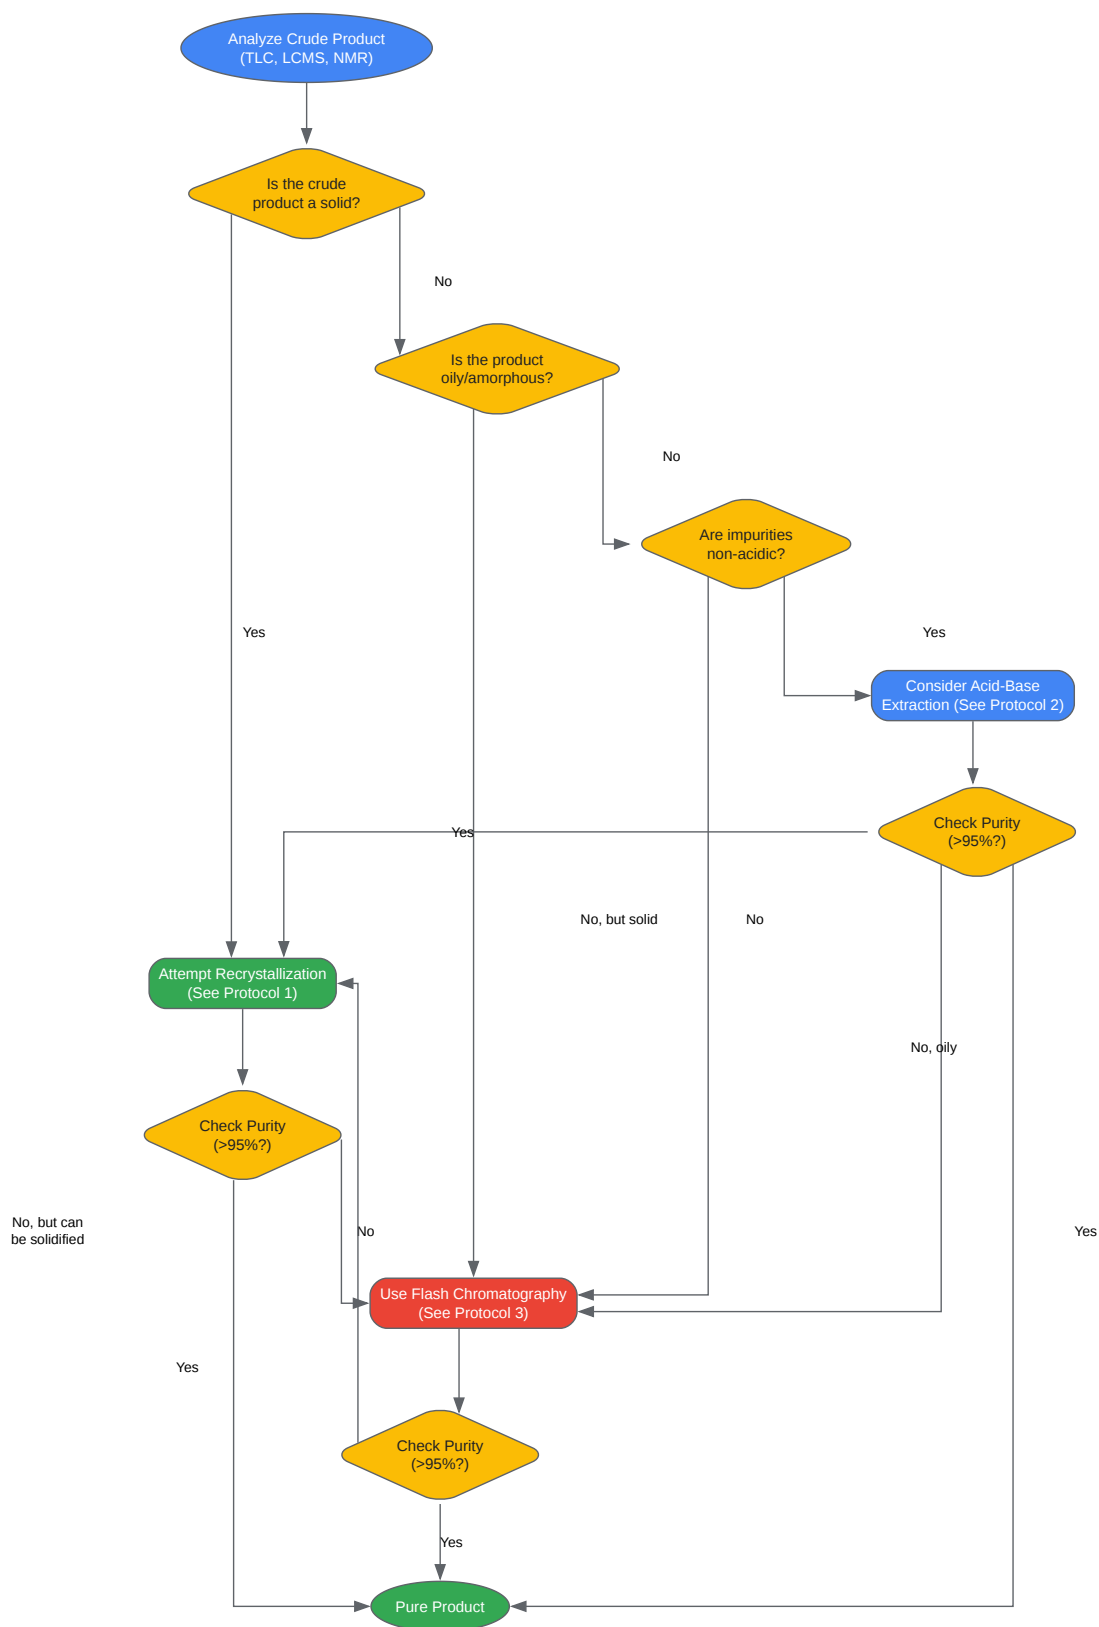 Analyze Crude Product
(TLC, LCMS, NMR)
Is the crude
product a solid?
No
Is the product
oily/amorphous?
No
Are impurities
non-acidic?
Yes
Yes
Consider Acid-Base
Extraction (See Protocol 2)
Check Purity
(>95%?)
Yes
No, but solid
No
Attempt Recrystallization
(See Protocol 1)
No, oily
Check Purity
(>95%?)
No, but can
be solidified
No
Yes
Use Flash Chromatography
(See Protocol 3)
Yes
Check Purity
(>95%?)
Yes
Pure Product